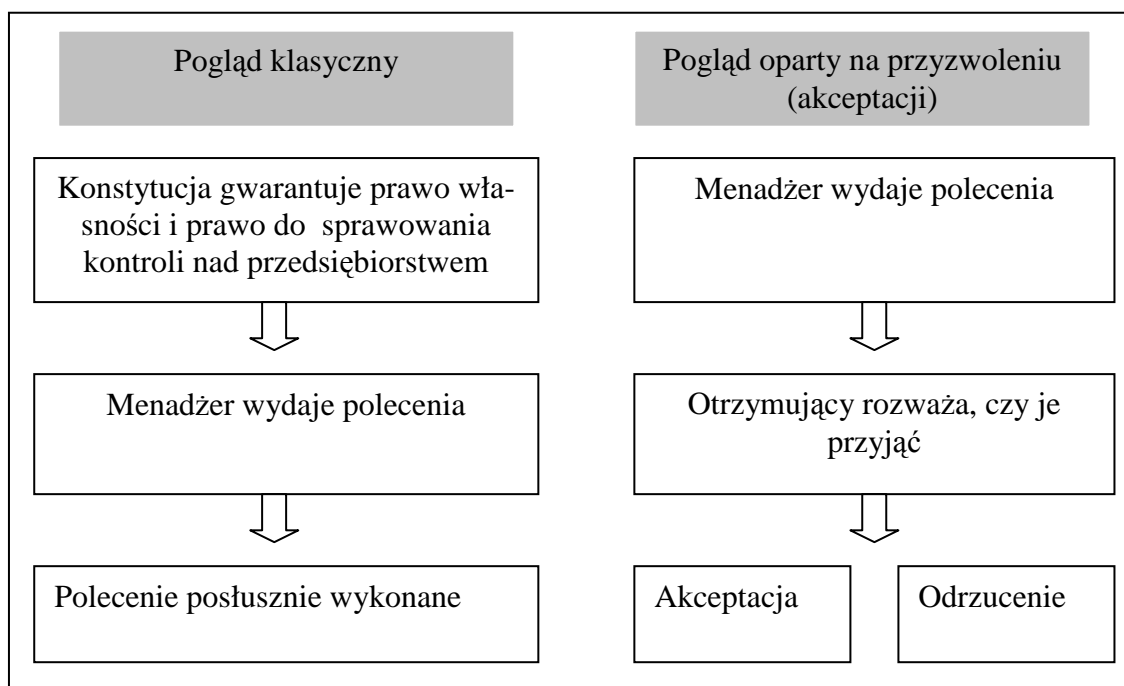 Pogląd klasyczny
Konstytucja gwarantuje prawo wła-
sności i prawo do sprawowania
kontroli nad przedsiębiorstwem
Menadżer wydaje polecenia
Polecenie posłusznie wykonane
Pogląd oparty na przyzwoleniu
(akceptacji)
Menadżer wydaje polecenia
Otrzymujący rozważa, czy je
przyjąć
Akceptacja
Odrzucenie